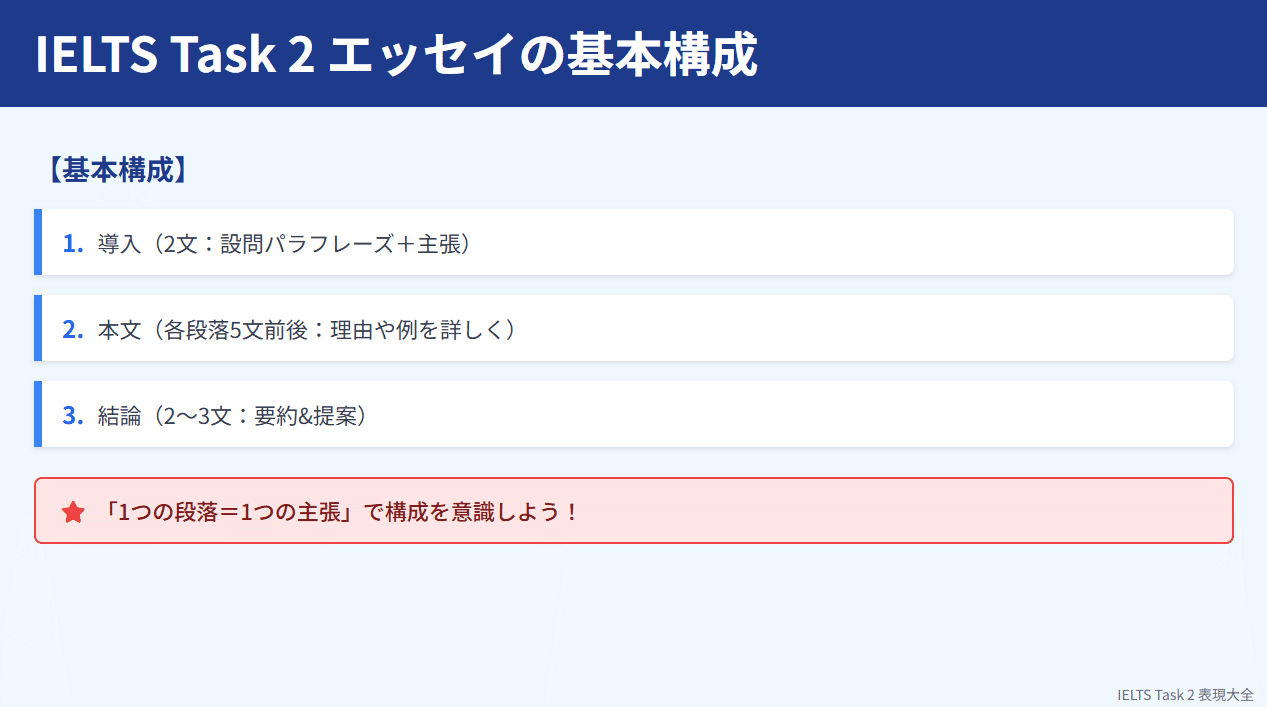 IELTS Task 2 エッセイの基本構成
【基本構成】
1. 導入（2文：設問パラフレーズ＋主張）
2. 本文（各段落5文前後：理由や例を詳しく）
3. 結論（2〜3文：要約&提案）
★ 「1つの段落＝1つの主張」で構成を意識しよう！
IELTS Task 2 表現大全